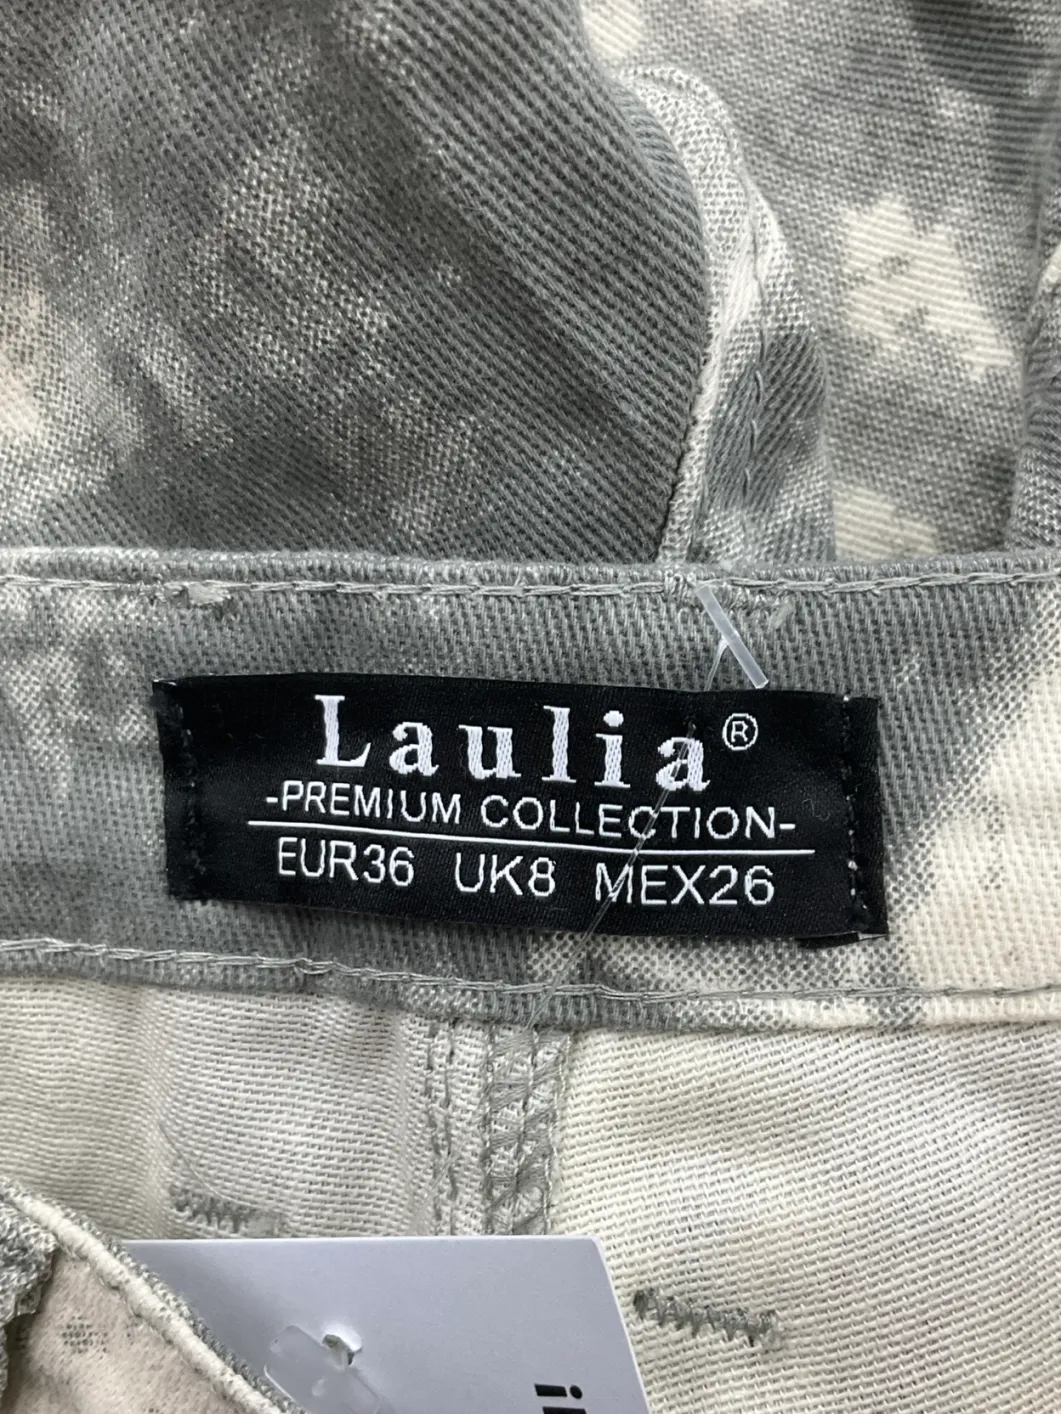 Laulia®
-PREMIUM COLLECTION-
EUR36 UK8 MEX26